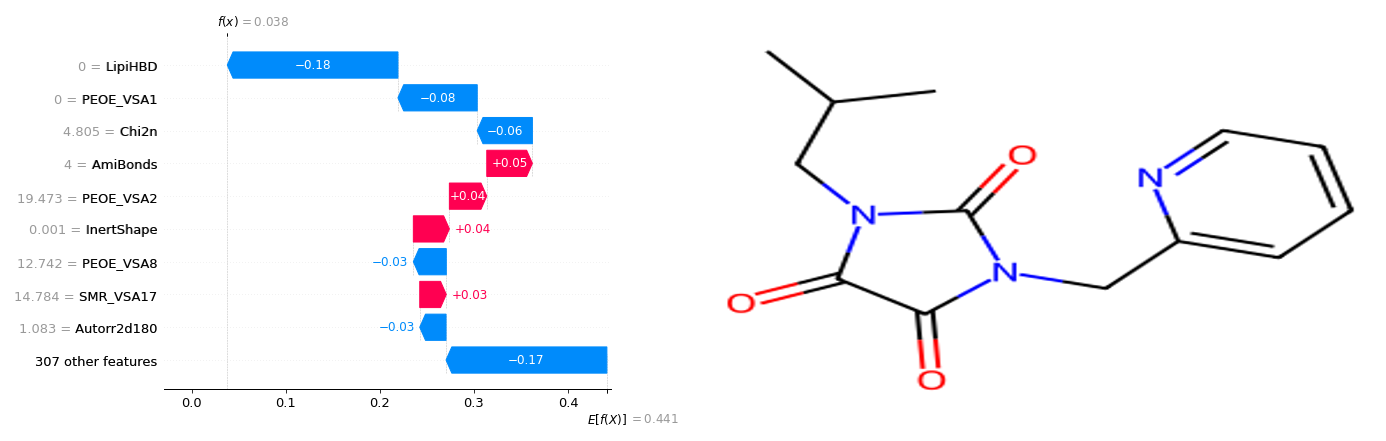 f(x) = 0.038
0 = LipiHBD
−0.18
0 = PEOE_VSA1
−0.08
4.805 = Chi2n
−0.06
4 = AmiBonds
+0.05
19.473 = PEOE_VSA2
+0.04
0.001 = InertShape
+0.04
12.742 = PEOE_VSA8
−0.03
14.784 = SMR_VSA17
+0.03
1.083 = Autorr2d180
−0.03
307 other features
−0.17
0.0 0.1 0.2 0.3 0.4
E[f(X)] = 0.441
O
N
N
N
O
O